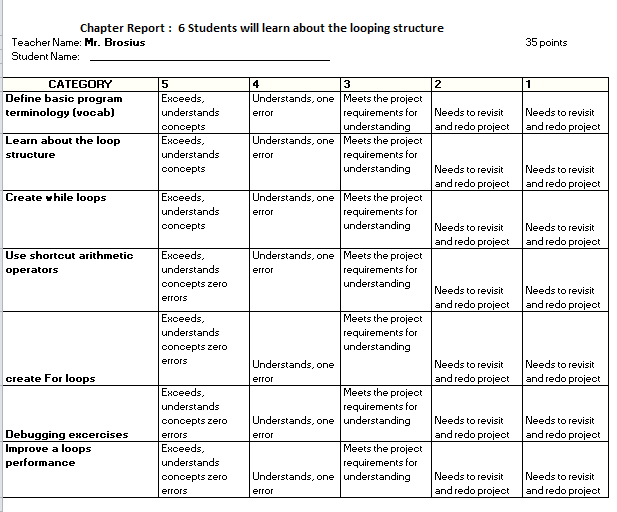 Chapter Report : 6 Students will learn about the looping structure
Teacher Name: Mr. Brosius 35 points
Student Name:
CATEGORY 5 4 3 2 1
Define basic program
terminology (vocab)
Exceeds,
understands
concepts
Understands, one
error
Meets the project
requirements for
understanding
Needs to revisit
and redo project
Needs to revisit
and redo project
Learn about the loop
structure
Exceeds,
understands
concepts
Understands, one
error
Meets the project
requirements for
understanding
Needs to revisit
and redo project
Needs to revisit
and redo project
Create while loops
Exceeds,
understands
concepts
Understands, one
error
Meets the project
requirements for
understanding
Needs to revisit
and redo project
Needs to revisit
and redo project
Use shortcut arithmetic
operators
Exceeds,
understands
concepts zero
errors
Understands, one
error
Meets the project
requirements for
understanding
Needs to revisit
and redo project
Needs to revisit
and redo project
create For loops
Exceeds,
understands
concepts zero
errors
Understands, one
error
Meets the project
requirements for
understanding
Needs to revisit
and redo project
Needs to revisit
and redo project
Debugging excercises
Exceeds,
understands
concepts zero
errors
Understands, one
error
Meets the project
requirements for
understanding
Needs to revisit
and redo project
Needs to revisit
and redo project
Improve a loops
performance
Exceeds,
understands
concepts zero
errors
Understands, one
error
Meets the project
requirements for
understanding
Needs to revisit
and redo project
Needs to revisit
and redo project